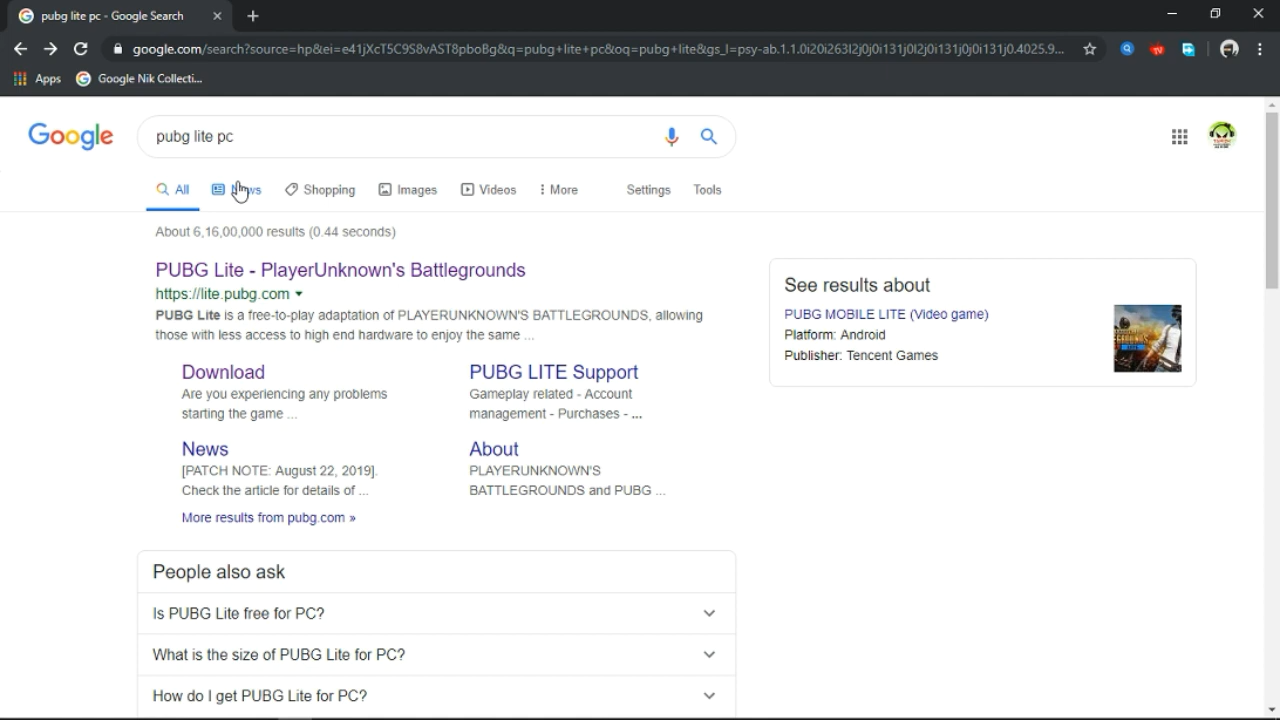 pubg lite pc - Google Search
google.com/search?source=hp&ei=e41jXcT5C9S8vAST8pboBg&q=pubg+lite+pc&oq=pubg+lite&gs_l=psy-ab.1.1.0i20i263l2j0j0i131j0l2j0i131j0j0i131j0.4025.9...
Apps Google Nik Collecti...
Google pubg lite pc
All News Shopping Images Videos More Settings Tools
About 6,16,00,000 results (0.44 seconds)
PUBG Lite - PlayerUnknown's Battlegrounds
https://lite.pubg.com
PUBG Lite is a free-to-play adaptation of PLAYERUNKNOWN'S BATTLEGROUNDS, allowing
those with less access to high end hardware to enjoy the same ...
Download
Are you experiencing any problems
starting the game ...
PUBG LITE Support
Gameplay related - Account
management - Purchases - ...
News
[PATCH NOTE: August 22, 2019].
Check the article for details of ...
About
PLAYERUNKNOWN'S
BATTLEGROUNDS and PUBG ...
More results from pubg.com »
See results about
PUBG MOBILE LITE (Video game)
Platform: Android
Publisher: Tencent Games
People also ask
Is PUBG Lite free for PC?
What is the size of PUBG Lite for PC?
How do I get PUBG Lite for PC?